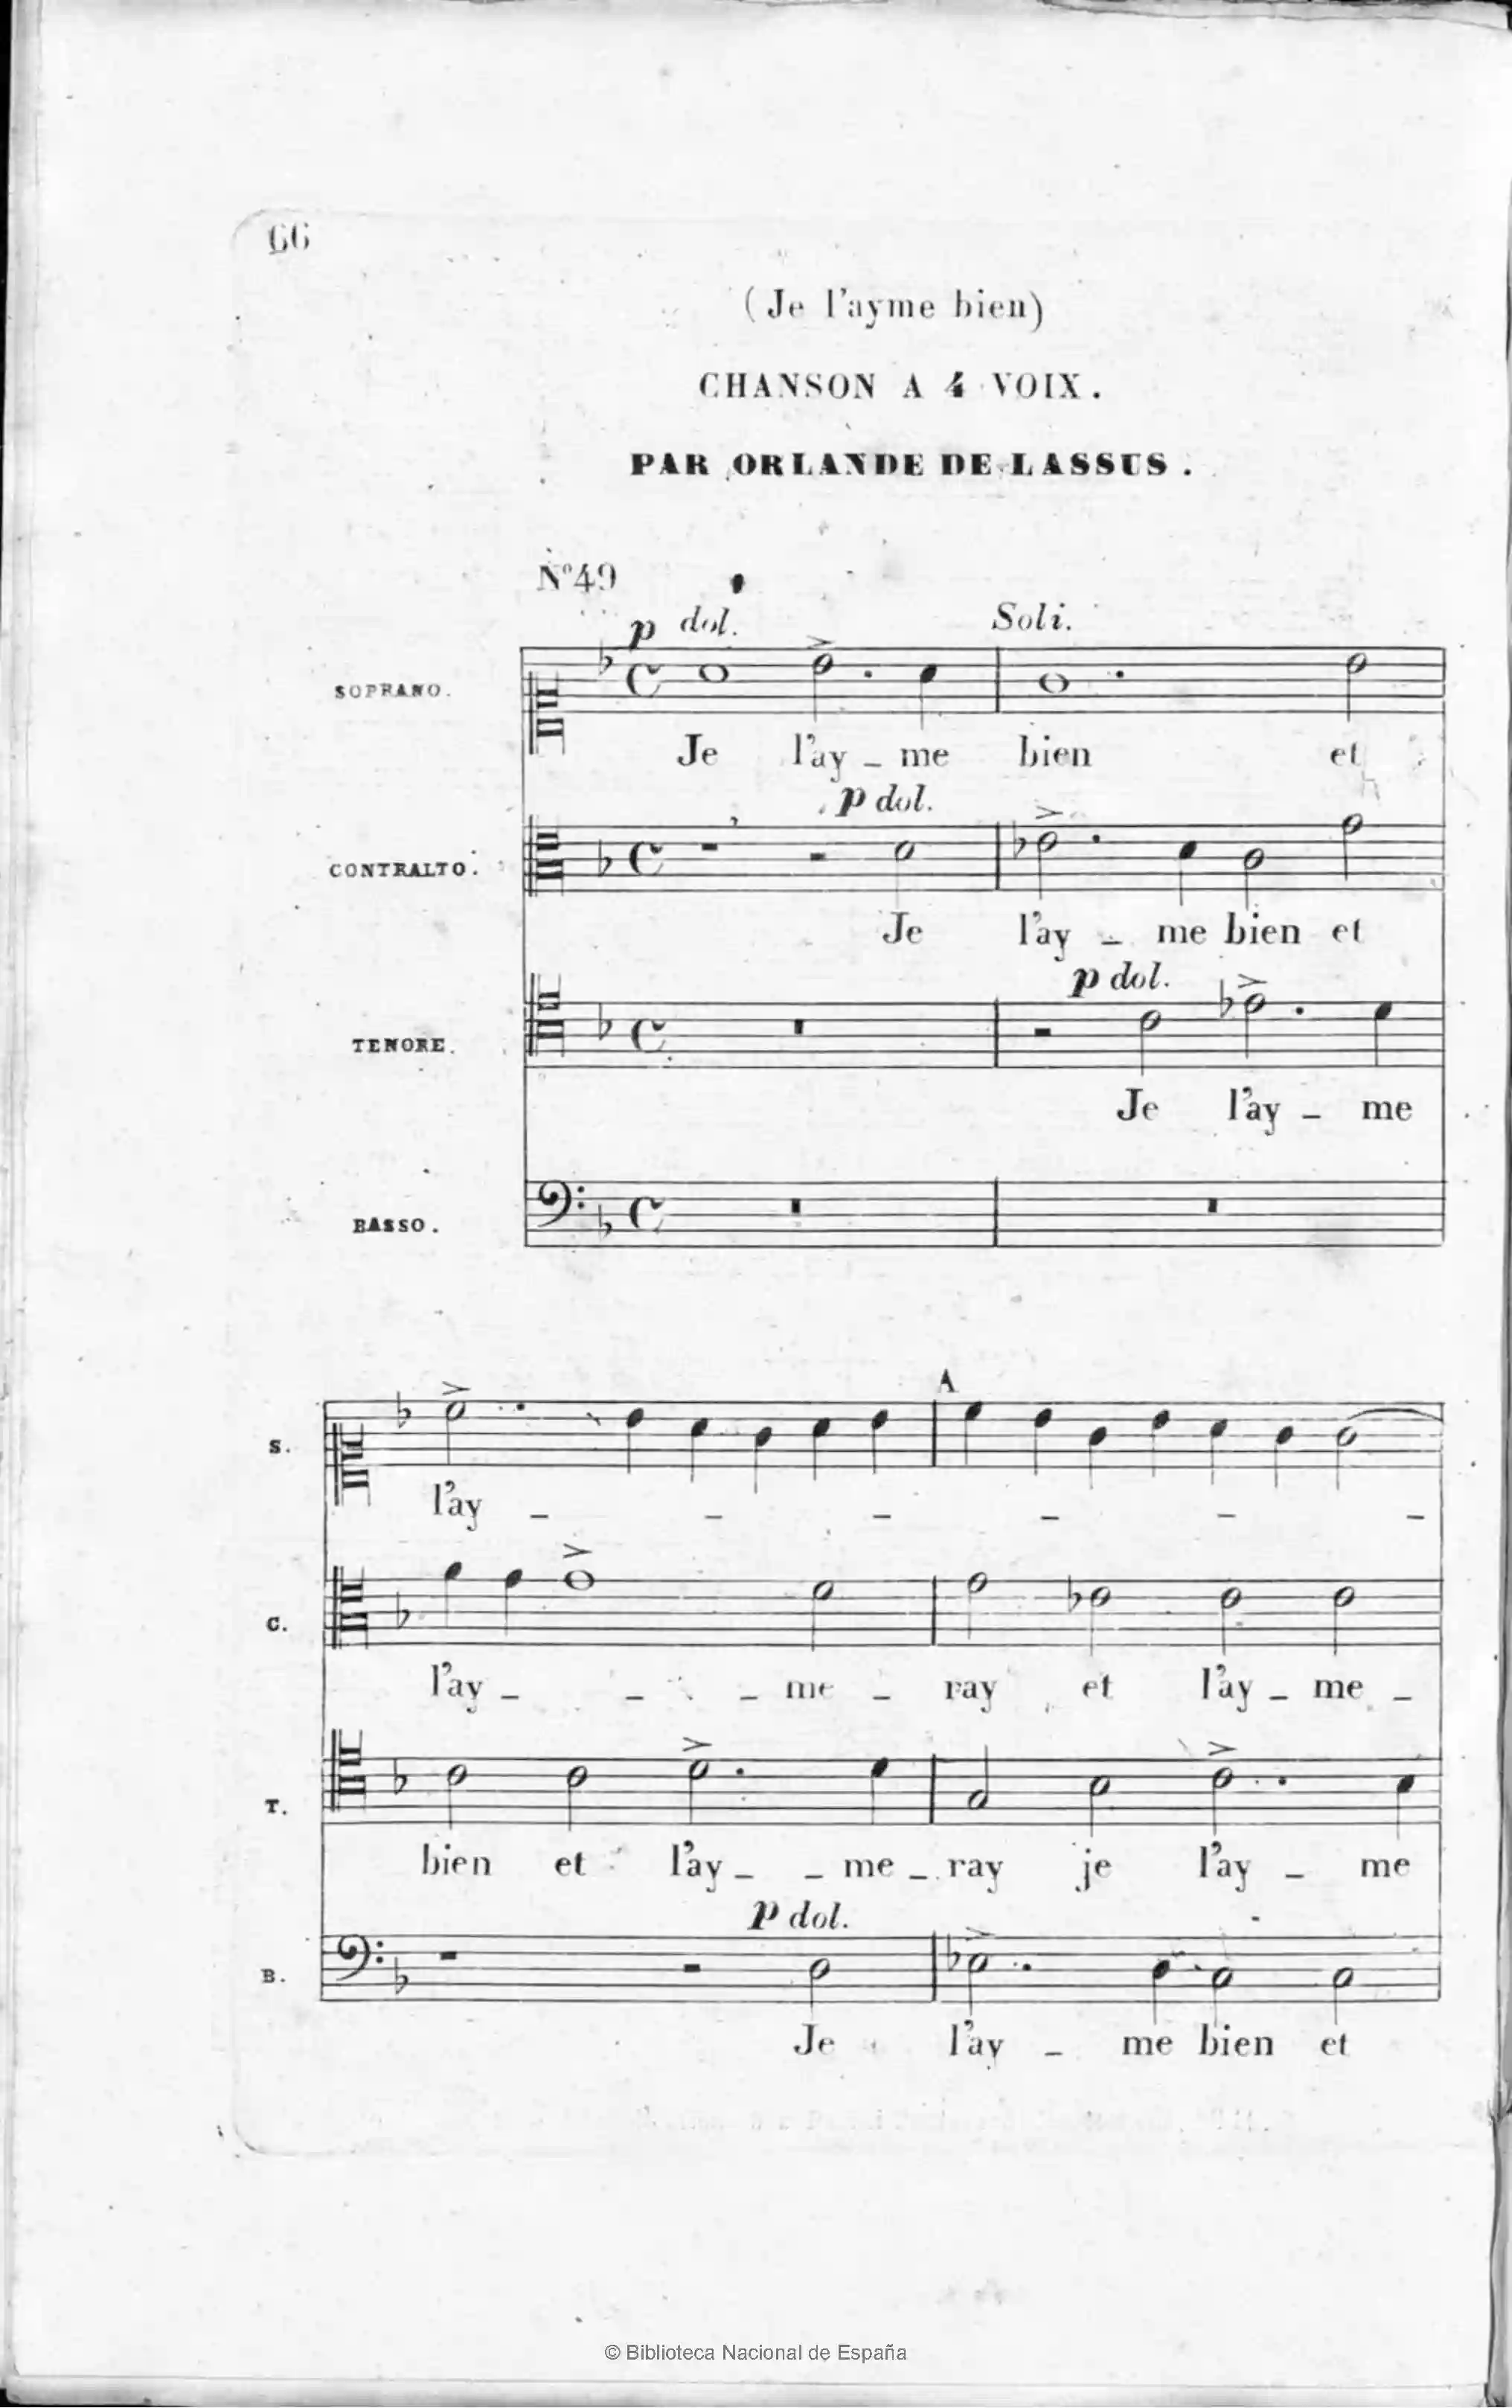 66
(Je l'ayme bien)
CHANSON A 4 VOIX.
PAR ORLANDE DE LASSUS.
Nº49
p dol. Soli.
SOPRANO.
Je l'ay _ me bien et
p dol.
CONTRALTO.
Je l'ay _ me bien et
p dol.
TENORE.
Je l'ay _ me
BASSO.
A
S.
l'ay _ _ _ _ _ _
C.
l'ay _ _ _ me _ ray et l'ay _ me _
T.
bien et l'ay _ _ me _ ray je l'ay _ me
p dol.
B.
Je l'ay _ me bien et
© Biblioteca Nacional de España